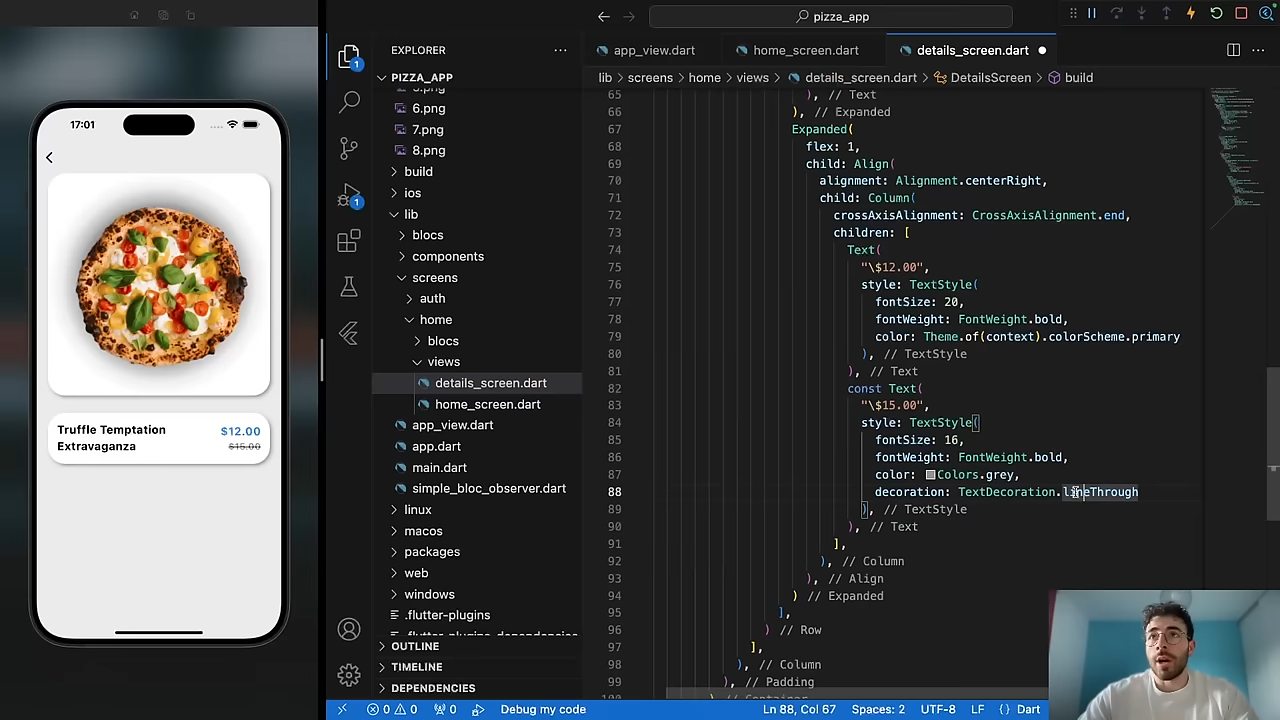 17:01
Truffle Temptation
Extravaganza
$12.00
$15.00
pizza_app
EXPLORER
PIZZA_APP
6.png
7.png
8.png
build
ios
lib
blocs
components
screens
auth
home
blocs
views
details_screen.dart
home_screen.dart
app_view.dart
app.dart
main.dart
simple_bloc_observer.dart
linux
macos
packages
web
windows
.flutter-plugins
.flutter-plugins_dependencies
OUTLINE
TIMELINE
DEPENDENCIES
1
1
app_view.dart
home_screen.dart
details_screen.dart
lib > screens > home > views > details_screen.dart > DetailsScreen > build
65 ), // Text
66 ), // Expanded
67 Expanded(
68 flex: 1,
69 child: Align(
70 alignment: Alignment.centerRight,
71 child: Column(
72 crossAxisAlignment: CrossAxisAlignment.end,
73 children: [
74 Text(
75 "\$12.00",
76 style: TextStyle(
77 fontSize: 20,
78 fontWeight: FontWeight.bold,
79 color: Theme.of(context).colorScheme.primary
80 ), // TextStyle
81 ), // Text
82 const Text(
83 "\$15.00",
84 style: TextStyle(
85 fontSize: 16,
86 fontWeight: FontWeight.bold,
87 color: Colors.grey,
88 decoration: TextDecoration.lineThrough
89 ), // TextStyle
90 ), // Text
91 ],
92 ), // Column
93 ), // Align
94 ) // Expanded
95 ],
96 ) // Row
97 ],
98 ), // Column
99 ), // Padding
100 ) // Container
0 0 0 Debug my code Ln 88, Col 67 Spaces: 2 UTF-8 LF {} Dart